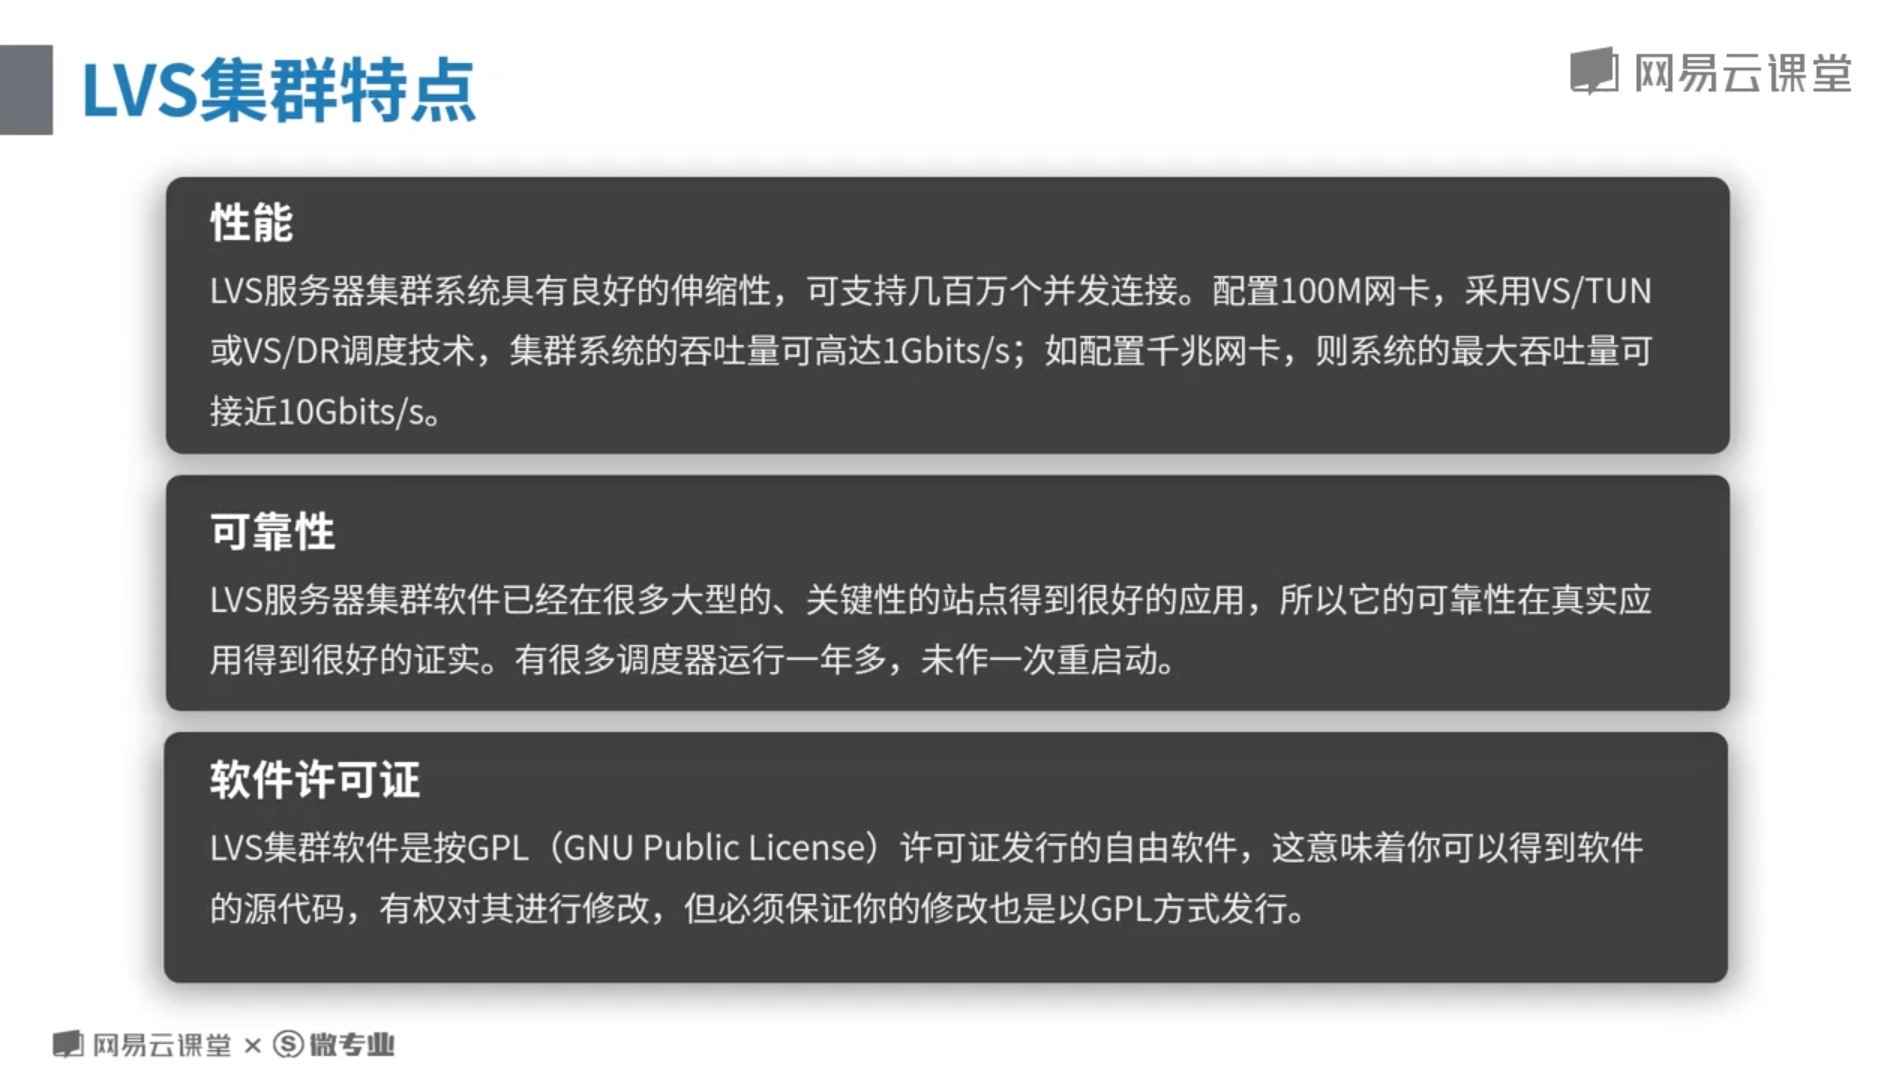 LVS集群特点
网易云课堂
性能
LVS服务器集群系统具有良好的伸缩性，可支持几百万个并发连接。配置100M网卡，采用VS/TUN
或VS/DR调度技术，集群系统的吞吐量可高达1Gbits/s；如配置千兆网卡，则系统的最大吞吐量可
接近10Gbits/s。
可靠性
LVS服务器集群软件已经在很多大型的、关键性的站点得到很好的应用，所以它的可靠性在真实应
用得到很好的证实。有很多调度器运行一年多，未作一次重启动。
软件许可证
LVS集群软件是按GPL（GNU Public License）许可证发行的自由软件，这意味着你可以得到软件
的源代码，有权对其进行修改，但必须保证你的修改也是以GPL方式发行。
网易云课堂 × 微专业